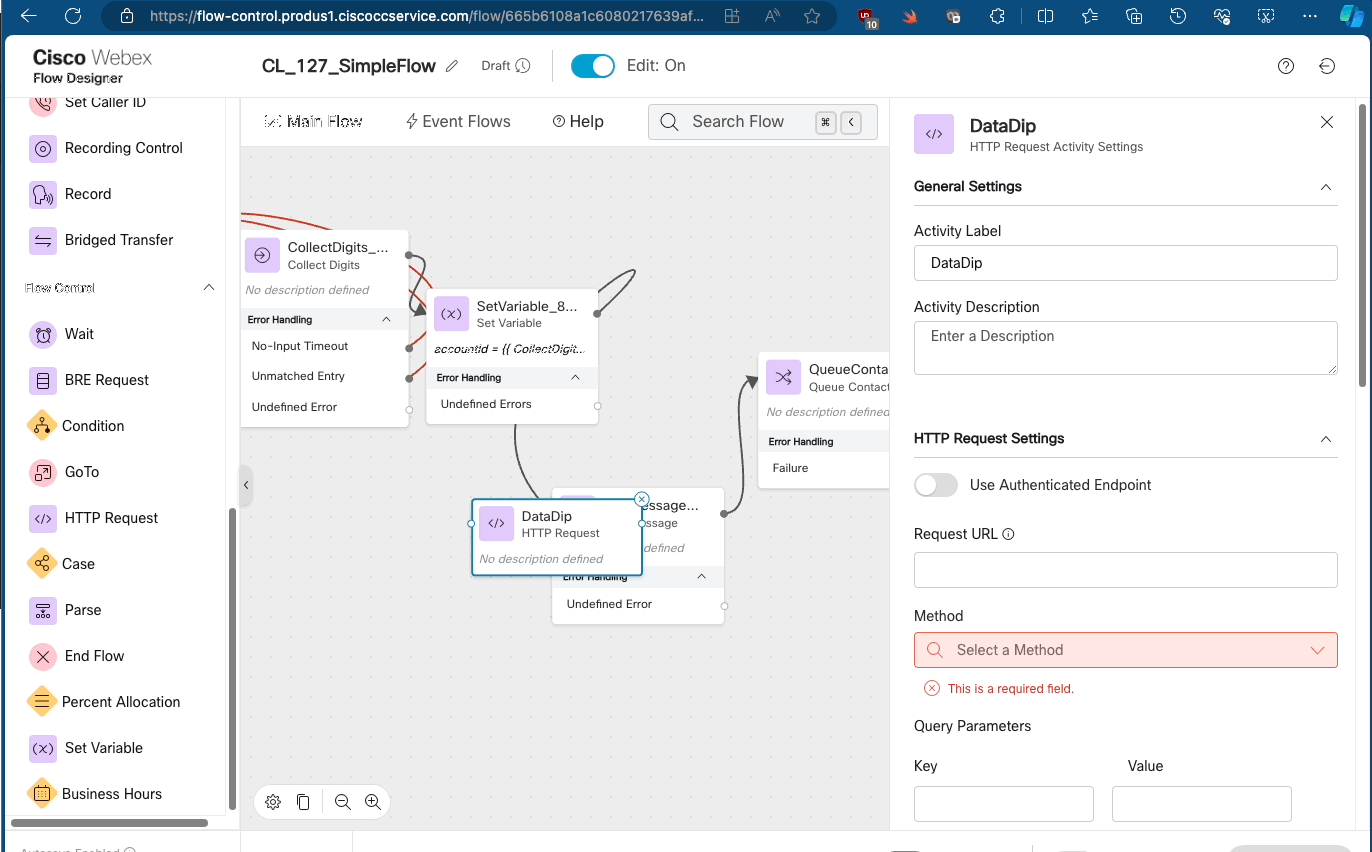 https://flow-control.produs1.ciscoccservice.com/flow/665b6108a1c6080217639af...
10
Cisco Webex
Flow Designer
CL_127_SimpleFlow
Draft
Edit: On
Set Caller ID
Recording Control
Record
Bridged Transfer
Flow Control
Wait
BRE Request
Condition
GoTo
HTTP Request
Case
Parse
End Flow
Percent Allocation
Set Variable
Business Hours
Autosave Enabled
Main Flow
Event Flows
Help
Search Flow
CollectDigits_...
Collect Digits
No description defined
Error Handling
No-Input Timeout
Unmatched Entry
Undefined Error
SetVariable_8...
Set Variable
accountId = {{ CollectDigit...
Error Handling
Undefined Errors
QueueConta
Queue Contact
No description defined
Error Handling
Failure
DataDip
HTTP Request
No description defined
essage...
ssage
defined
Error Handling
Undefined Error
DataDip
HTTP Request Activity Settings
General Settings
Activity Label
DataDip
Activity Description
Enter a Description
HTTP Request Settings
Use Authenticated Endpoint
Request URL
Method
Select a Method
This is a required field.
Query Parameters
Key Value